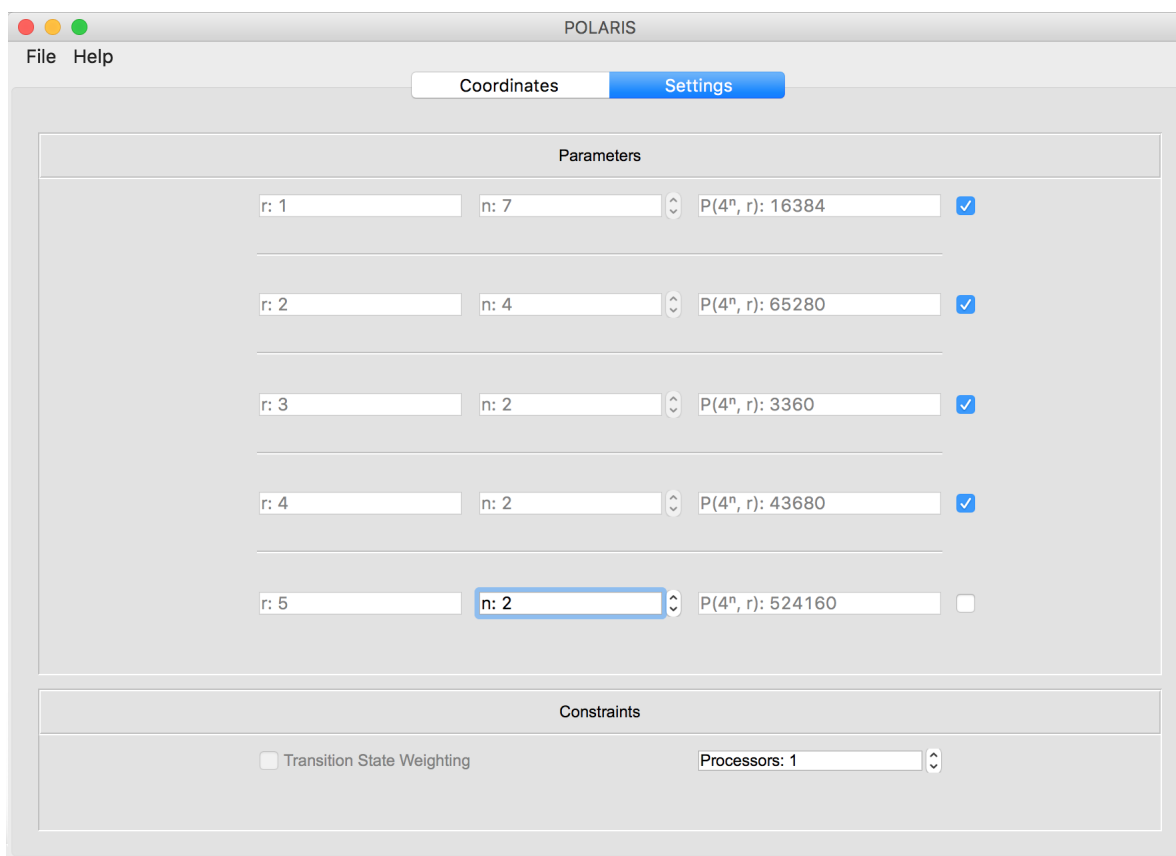 POLARIS
File Help
Coordinates Settings
Parameters
r: 1 n: 7 P(4ⁿ, r): 16384
r: 2 n: 4 P(4ⁿ, r): 65280
r: 3 n: 2 P(4ⁿ, r): 3360
r: 4 n: 2 P(4ⁿ, r): 43680
r: 5 n: 2 P(4ⁿ, r): 524160
Constraints
Transition State Weighting Processors: 1